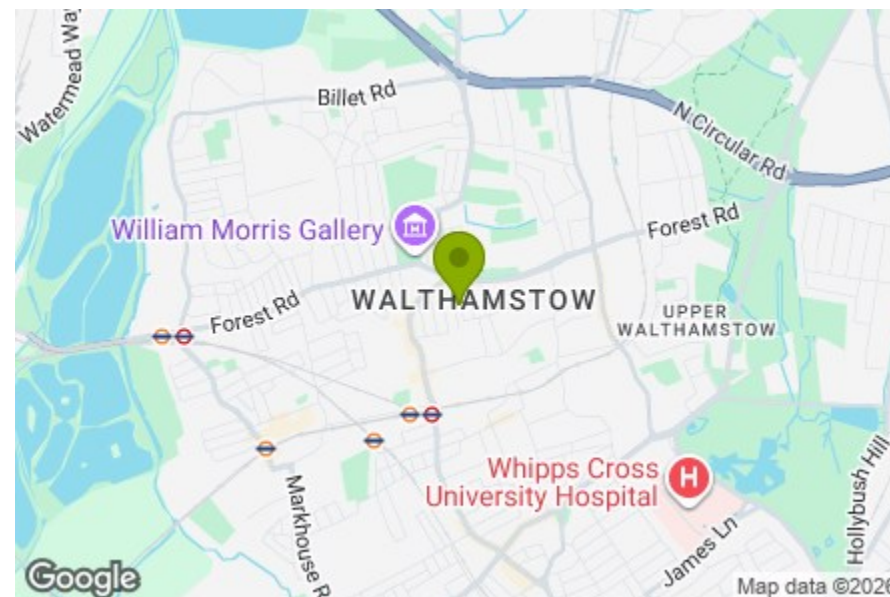 Watermead Way
Billet Rd
N Circular Rd
William Morris Gallery
Forest Rd
WALTHAMSTOW
Forest Rd
UPPER
WALTHAMSTOW
Whipps Cross
University Hospital
H
Markhouse R
James Ln
Hollybush Hill
Google
Map data ©2026